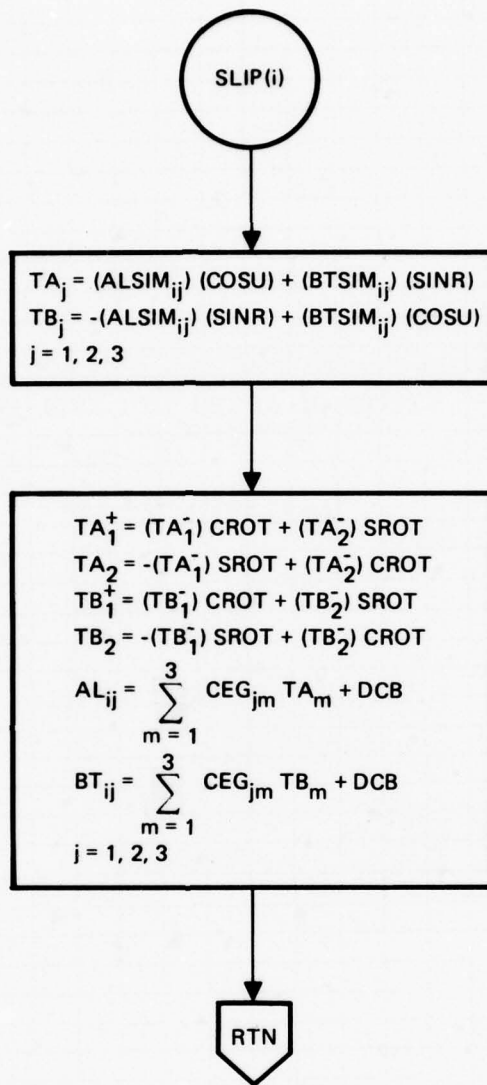 SLIP(i)
TA_j = (ALSIM_ij) (COSU) + (BTSIM_ij) (SINR)
TB_j = -(ALSIM_ij) (SINR) + (BTSIM_ij) (COSU)
j = 1, 2, 3
TA_1^+ = (TA_1^-) CROT + (TA_2^-) SROT
TA_2 = -(TA_1^-) SROT + (TA_2^-) CROT
TB_1^+ = (TB_1^-) CROT + (TB_2^-) SROT
TB_2 = -(TB_1^-) SROT + (TB_2^-) CROT
AL_ij = ∑_{m = 1}^{3} CEG_jm TA_m + DCB
BT_ij = ∑_{m = 1}^{3} CEG_jm TB_m + DCB
j = 1, 2, 3
RTN